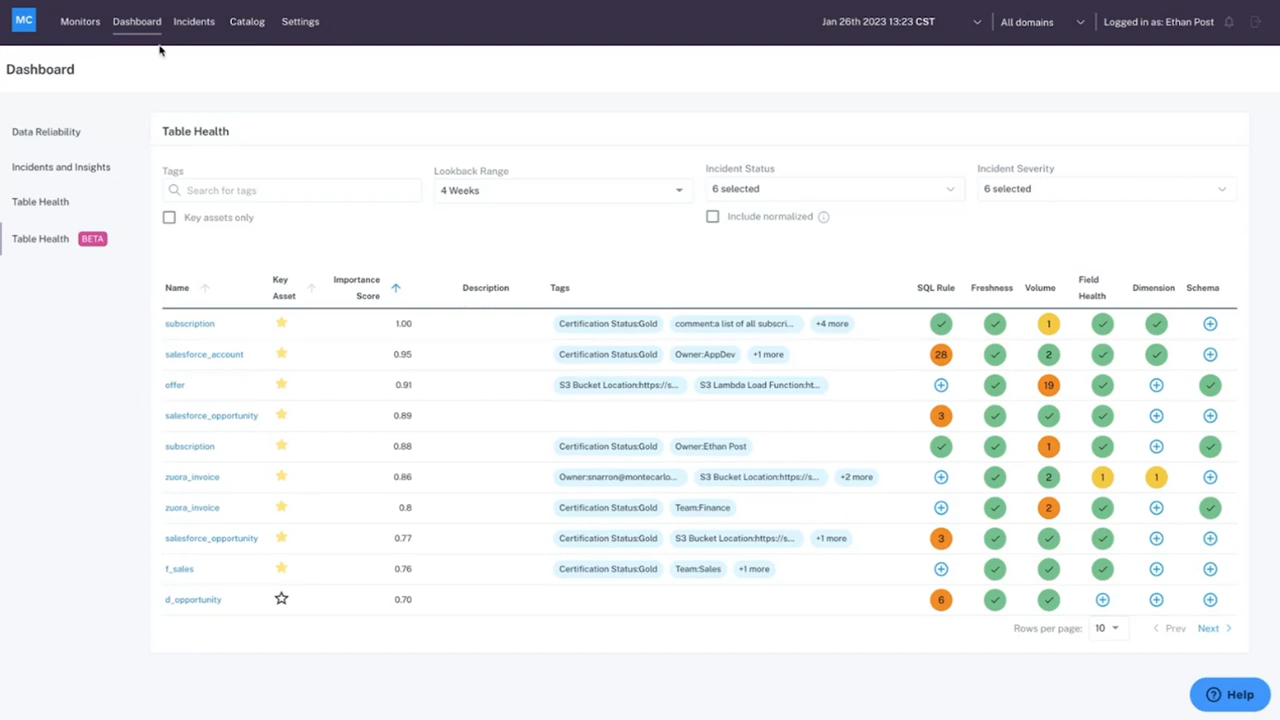 MC Monitors Dashboard Incidents Catalog Settings Jan 26th 2023 13:23 CST All domains Logged in as: Ethan Post
Dashboard
Data Reliability
Incidents and Insights
Table Health
Table Health BETA
Table Health
Tags Lookback Range Incident Status Incident Severity
Search for tags 4 Weeks 6 selected 6 selected
Key assets only Include normalized
Name Key Asset Importance Score Description Tags SQL Rule Freshness Volume Field Health Dimension Schema
subscription 1.00 Certification Status:Gold comment:a list of all subscri... +4 more 1
salesforce_account 0.95 Certification Status:Gold Owner:AppDev +1 more 28 2
offer 0.91 S3 Bucket Location:https://s... S3 Lambda Load Function:ht... 19
salesforce_opportunity 0.89 3
subscription 0.88 Certification Status:Gold Owner:Ethan Post 1
zuora_invoice 0.86 Owner:snarron@montecarlo... S3 Bucket Location:https://s... +2 more 2 1 1
zuora_invoice 0.8 Certification Status:Gold Team:Finance 2
salesforce_opportunity 0.77 Certification Status:Gold S3 Bucket Location:https://s... +1 more 3
f_sales 0.76 Certification Status:Gold Team:Sales +1 more
d_opportunity 0.70 6
Rows per page: 10 Prev Next
Help